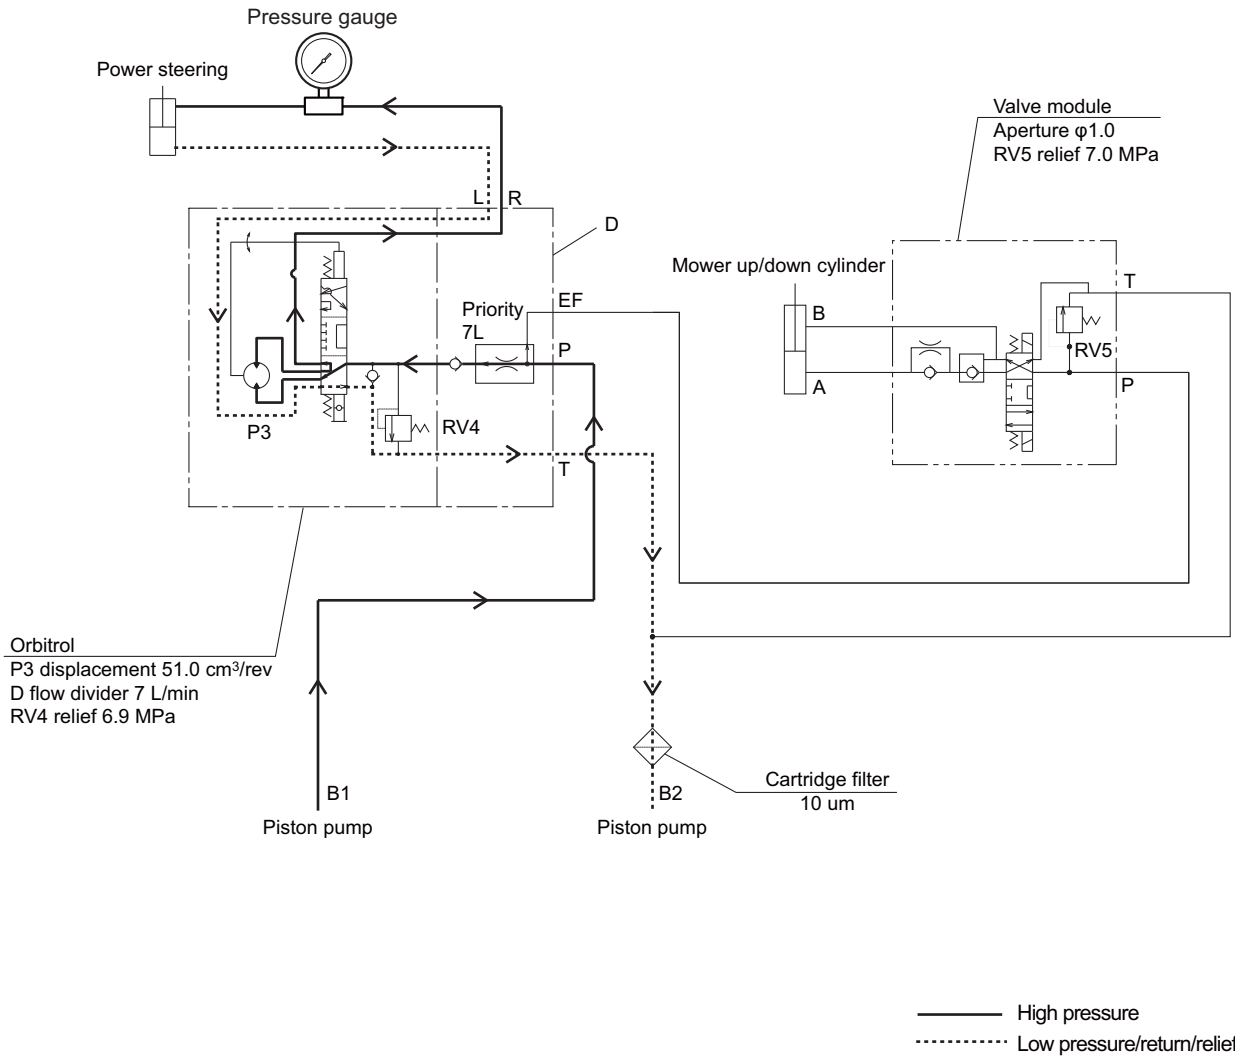 Pressure gauge
Power steering
Valve module
Aperture φ1.0
RV5 relief 7.0 MPa
L
R
D
Mower up/down cylinder
T
EF
Priority
7L
B
P
RV5
A
P
P3
RV4
T
Orbitrol
P3 displacement 51.0 cm³/rev
D flow divider 7 L/min
RV4 relief 6.9 MPa
B1
Piston pump
B2
Piston pump
Cartridge filter
10 um
High pressure
Low pressure/return/relief